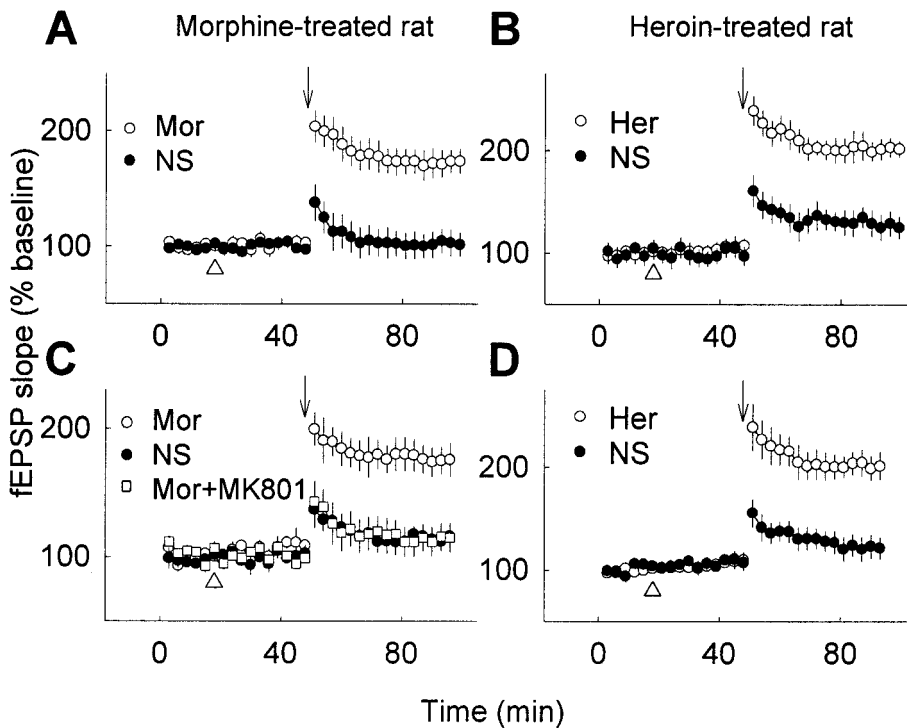 A Morphine-treated rat
B Heroin-treated rat
fEPSP slope (% baseline)
200
100
Mor
NS
0 40 80
200
100
Her
NS
0 40 80
C
200
100
Mor
NS
Mor+MK801
0 40 80
D
200
100
Her
NS
0 40 80
Time (min)